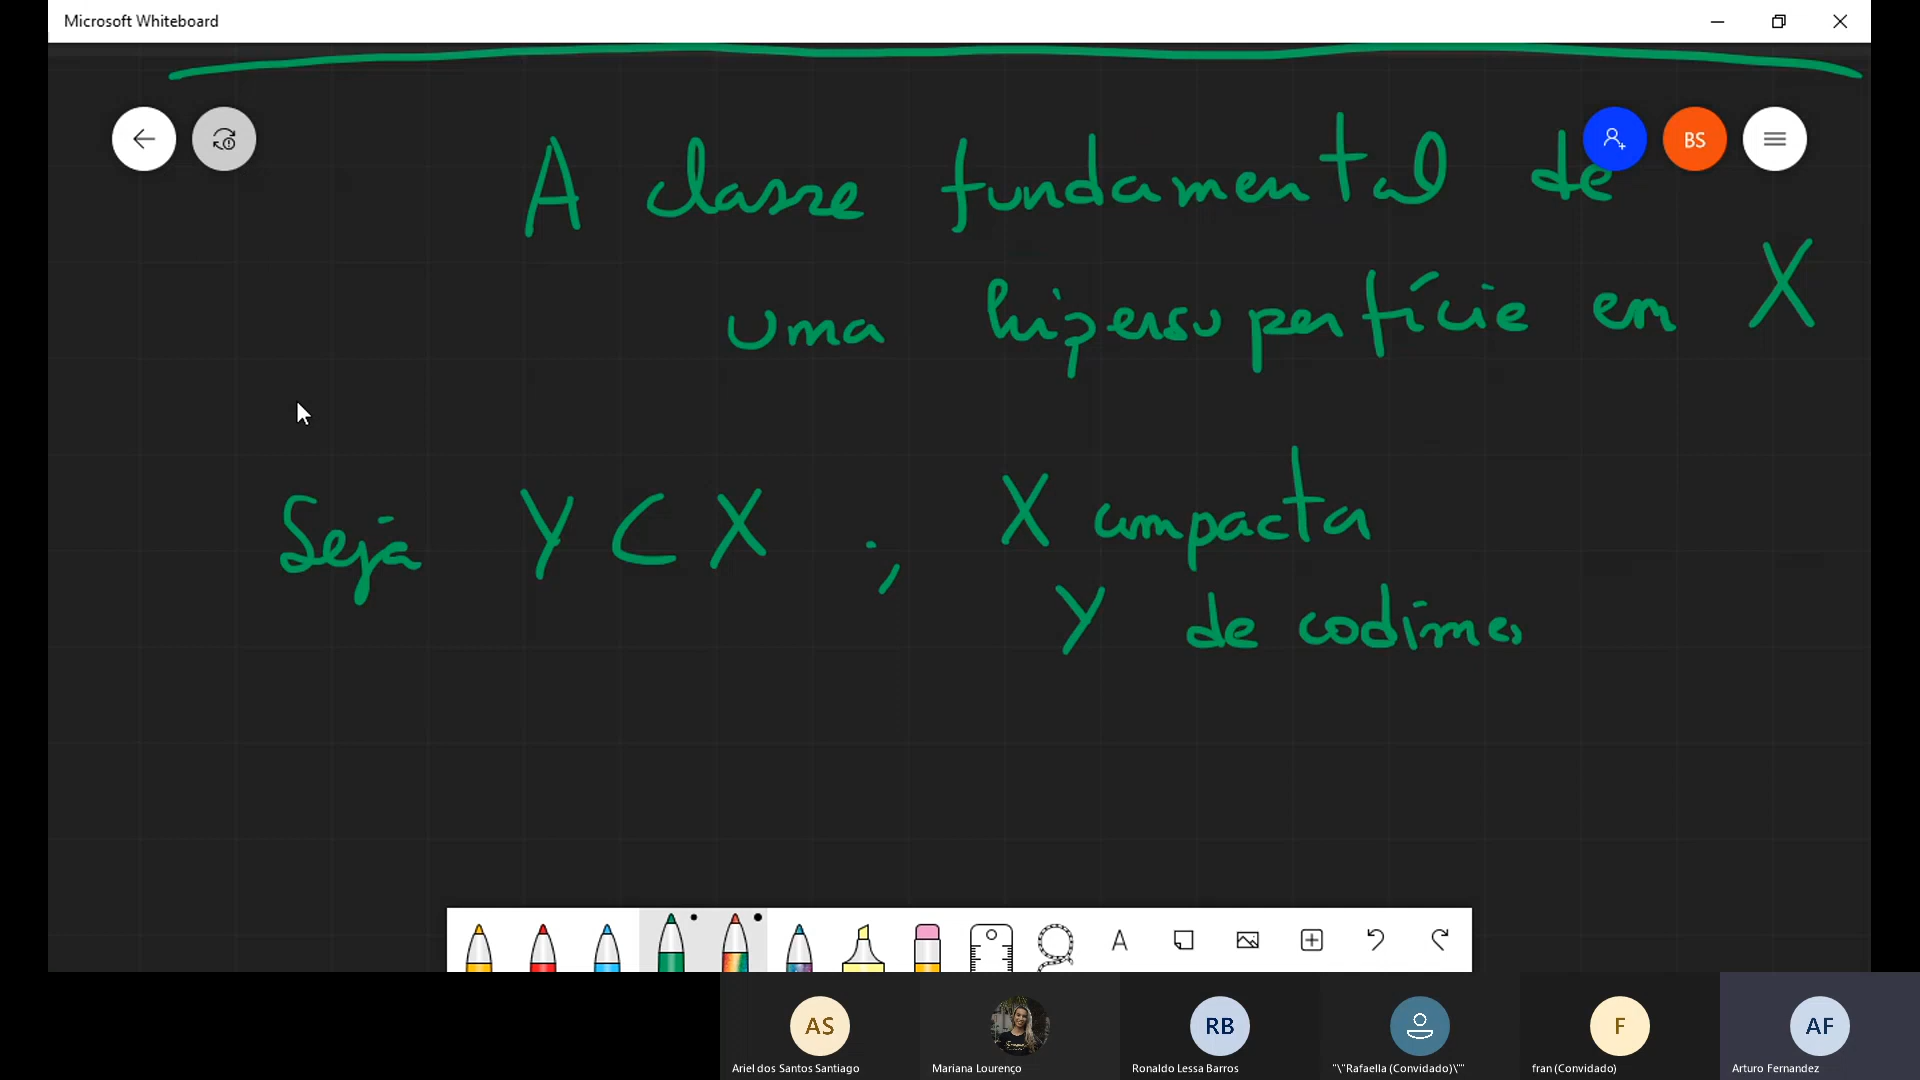 Microsoft Whiteboard
BS
A classe fundamental de
uma hipersuperfície em X
Seja Y ⊂ X ; X compacta
Y de codimen
A
AS
RB
F
AF
Ariel dos Santos Santiago
Mariana Lourenço
Ronaldo Lessa Barros
"\"Rafaella (Convidado)\""
fran (Convidado)
Arturo Fernandez